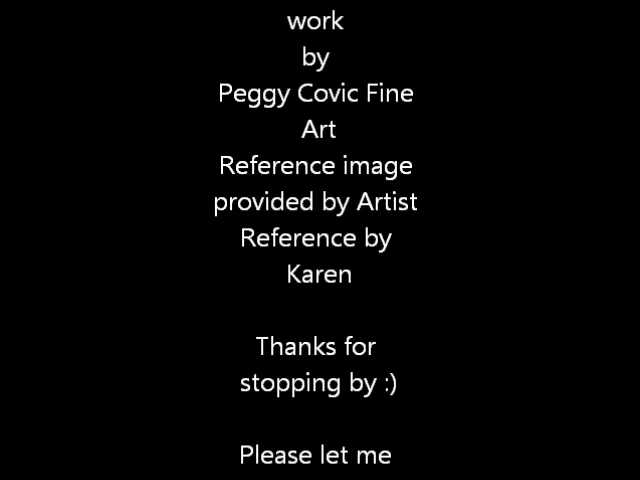 work
by
Peggy Covic Fine
Art
Reference image
provided by Artist
Reference by
Karen
Thanks for
stopping by :)
Please let me